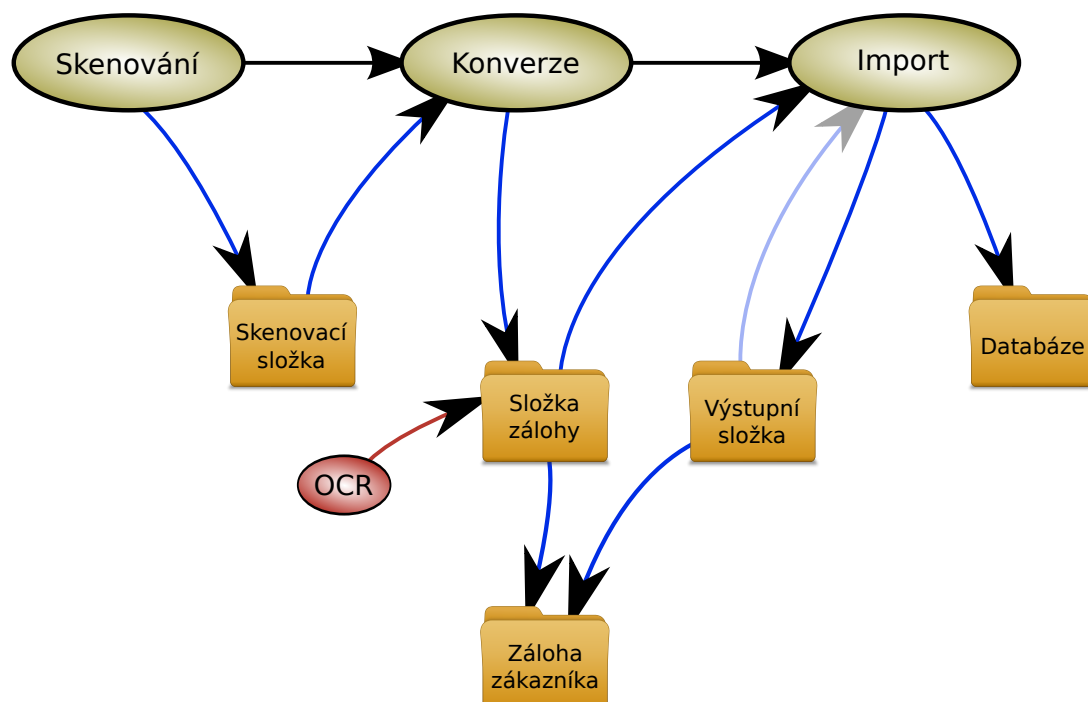 Skenování
Konverze
Import
Skenovací
složka
Databáze
Složka
zálohy
Výstupní
složka
OCR
Záloha
zákazníka